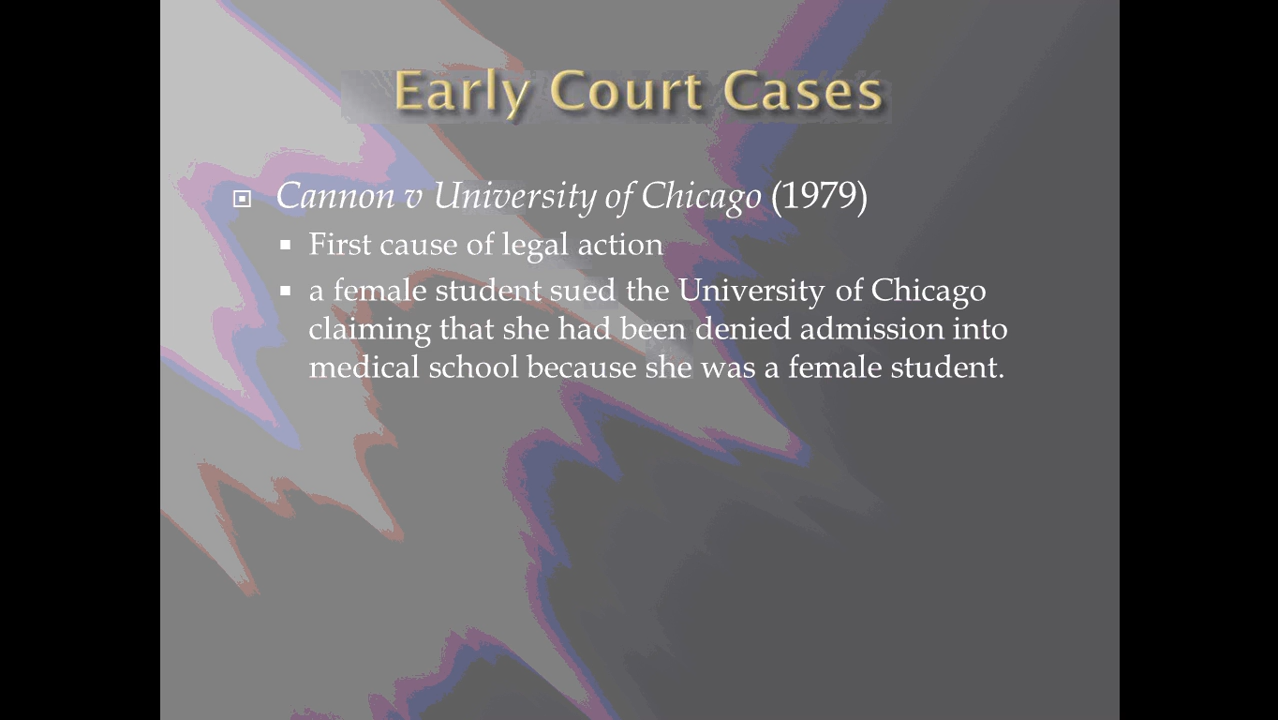 Early Court Cases
Cannon v University of Chicago (1979)
First cause of legal action
a female student sued the University of Chicago
claiming that she had been denied admission into
medical school because she was a female student.